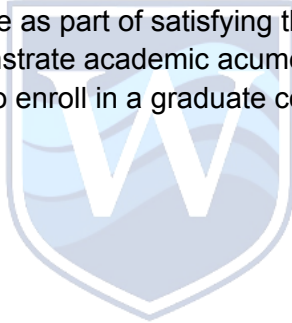 e as part of satisfying th
nstrate academic acume
o enroll in a graduate co
W